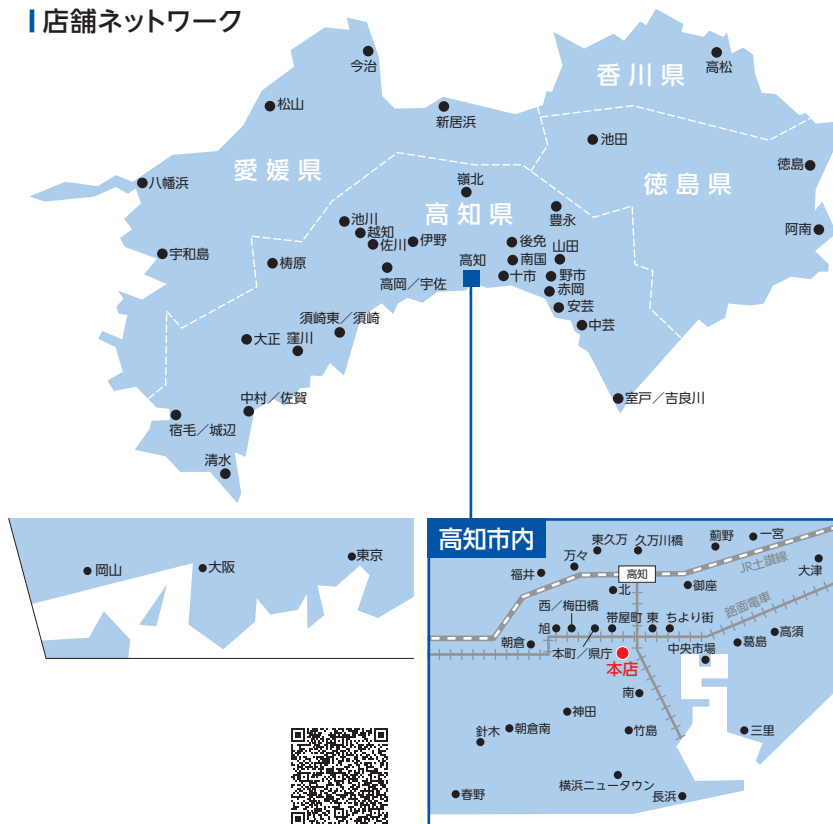 店舗ネットワーク
今治
高松
香川県
松山
新居浜
池田
徳島
愛媛県
八幡浜
嶺北
徳島県
高知県
豊永
池川
越知
佐川
伊野
後免
山田
阿南
宇和島
梼原
高知
南国
高岡／宇佐
十市
野市
赤岡
安芸
須崎東／須崎
中芸
大正
窪川
中村／佐賀
室戸／吉良川
宿毛／城辺
清水
岡山
大阪
東京
高知市内
東久万
久万川橋
薊野
一宮
万々
JR土讃線
福井
高知
大津
北
御座
路面電車
西／梅田橋
帯屋町
東
ちより街
旭
高須
朝倉
本町／県庁
中央市場
葛島
本店
南
神田
針木
朝倉南
竹島
三里
横浜ニュータウン
春野
長浜